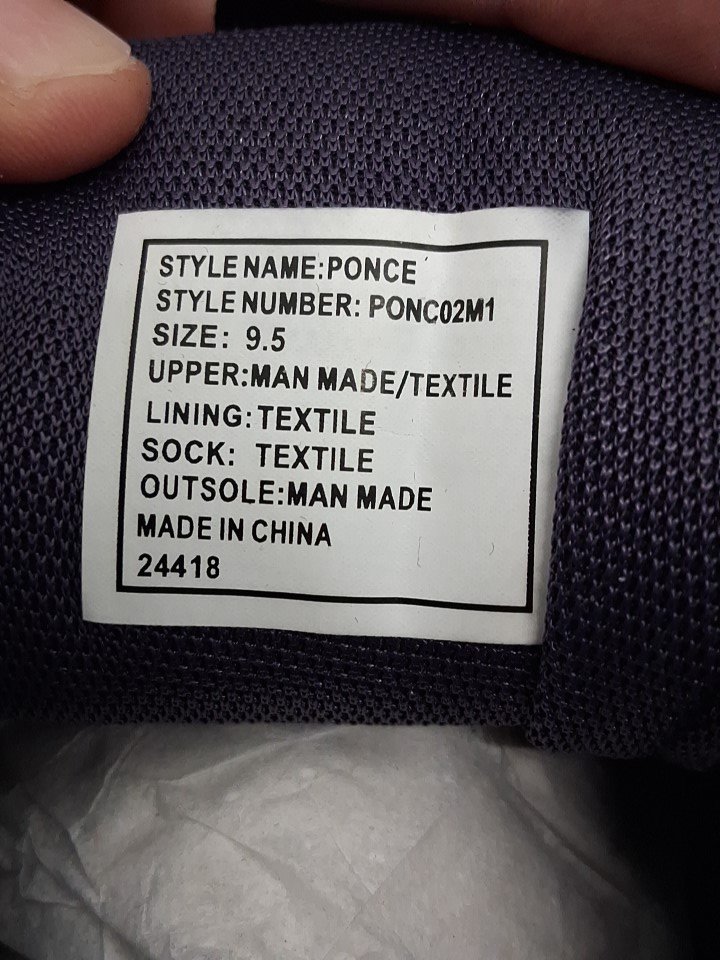 STYLE NAME:PONCE
STYLE NUMBER: PONC02M1
SIZE: 9.5
UPPER:MAN MADE/TEXTILE
LINING:TEXTILE
SOCK: TEXTILE
OUTSOLE:MAN MADE
MADE IN CHINA
24418